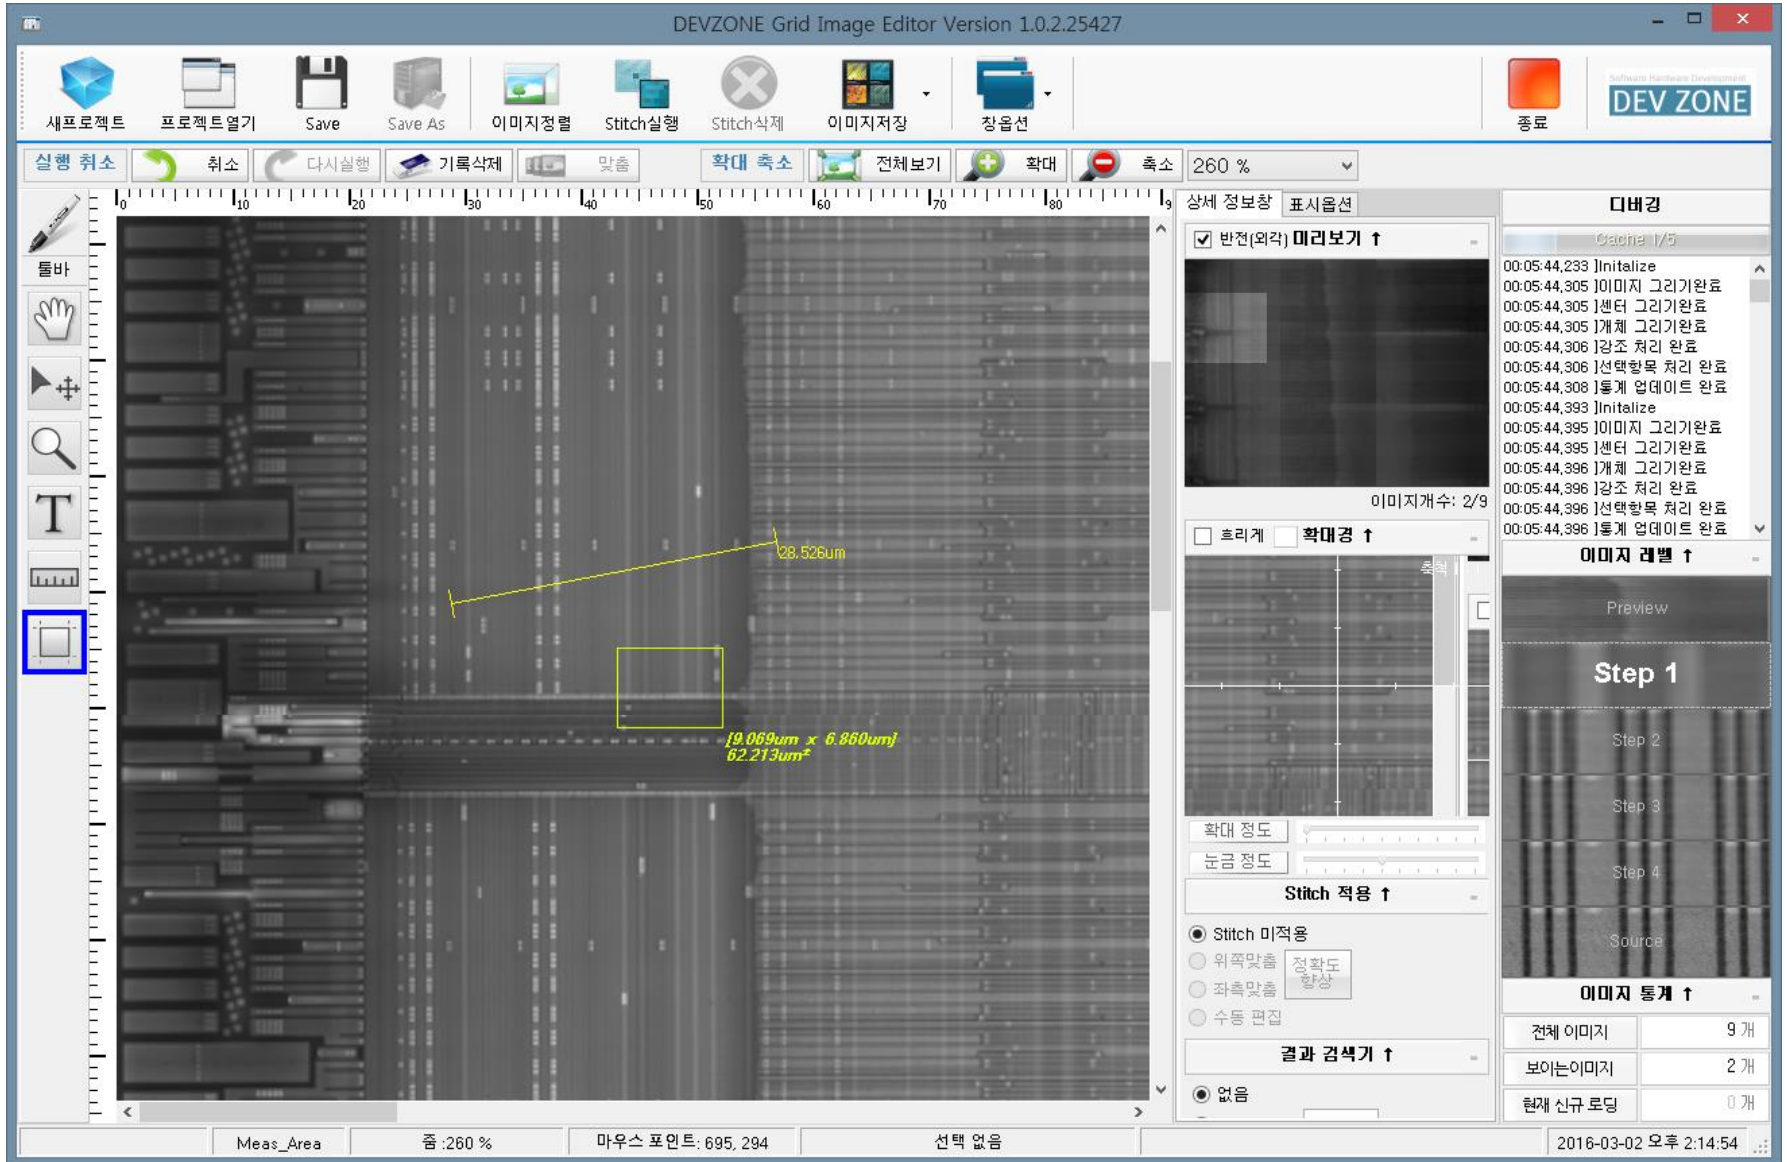 DEVZONE Grid Image Editor Version 1.0.2.25427
새프로젝트 프로젝트열기 Save Save As 이미지정렬 Stitch실행 Stitch삭제 이미지저장 창옵션 종료
Software Hardware Development
DEV ZONE
실행 취소 취소 다시실행 기록삭제 맞춤 확대 축소 전체보기 확대 축소 260 %
툴바
T
0 10 20 30 40 50 60 70 80 9
28.526um
[9.069um x 6.860um]
62.213um²
상세 정보창 표시옵션
반전(외각) 미리보기 ↑
이미지개수: 2/9
흐리게 확대경 ↑
확대 정도
눈금 정도
Stitch 적용 ↑
Stitch 미적용
위쪽맞춤
좌측맞춤
수동 편집
정확도
향상
결과 검색기 ↑
없음
디버깅
Cache 1/5
00:05:44,233 ]Initalize
00:05:44,305 ]이미지 그리기완료
00:05:44,305 ]센터 그리기완료
00:05:44,305 ]개체 그리기완료
00:05:44,306 ]강조 처리 완료
00:05:44,306 ]선택항목 처리 완료
00:05:44,308 ]통계 업데이트 완료
00:05:44,393 ]Initalize
00:05:44,395 ]이미지 그리기완료
00:05:44,395 ]센터 그리기완료
00:05:44,396 ]개체 그리기완료
00:05:44,396 ]강조 처리 완료
00:05:44,396 ]선택항목 처리 완료
00:05:44,396 ]통계 업데이트 완료
이미지 레벨 ↑
Preview
Step 1
Step 2
Step 3
Step 4
Source
이미지 통계 ↑
전체 이미지 9 개
보이는이미지 2 개
현재 신규 로딩 0 개
Meas_Area 줌 :260 % 마우스 포인트: 695, 294 선택 없음 2016-03-02 오후 2:14:54